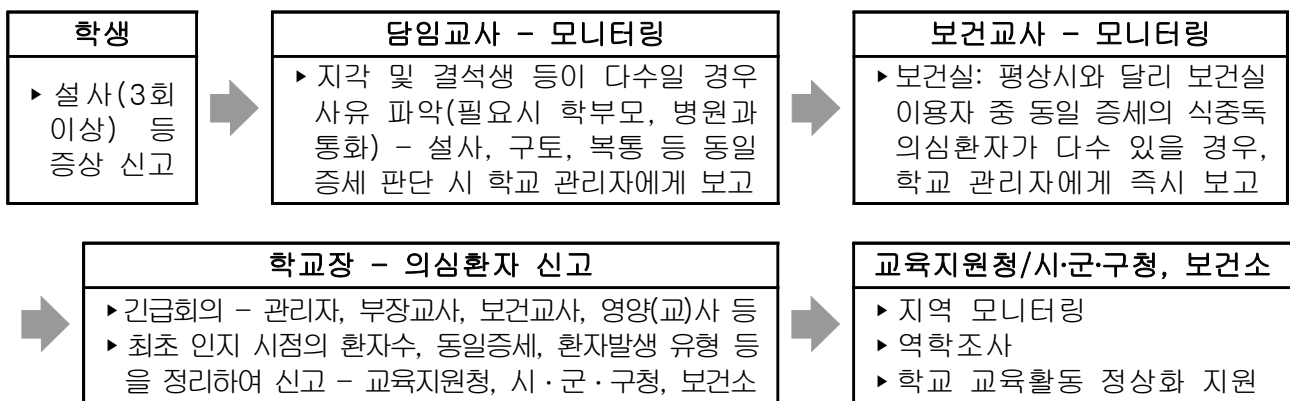 학생
▸ 설사(3회
이상) 등
증상 신고
담임교사 – 모니터링
▸ 지각 및 결석생 등이 다수일 경우
사유 파악(필요시 학부모, 병원과
통화) – 설사, 구토, 복통 등 동일
증세 판단 시 학교 관리자에게 보고
보건교사 – 모니터링
▸보건실: 평상시와 달리 보건실
이용자 중 동일 증세의 식중독
의심환자가 다수 있을 경우,
학교 관리자에게 즉시 보고
학교장 – 의심환자 신고
▸긴급회의 – 관리자, 부장교사, 보건교사, 영양(교)사 등
▸ 최초 인지 시점의 환자수, 동일증세, 환자발생 유형 등
을 정리하여 신고 – 교육지원청, 시·군·구청, 보건소
교육지원청/시·군·구청, 보건소
▸ 지역 모니터링
▸ 역학조사
▸ 학교 교육활동 정상화 지원